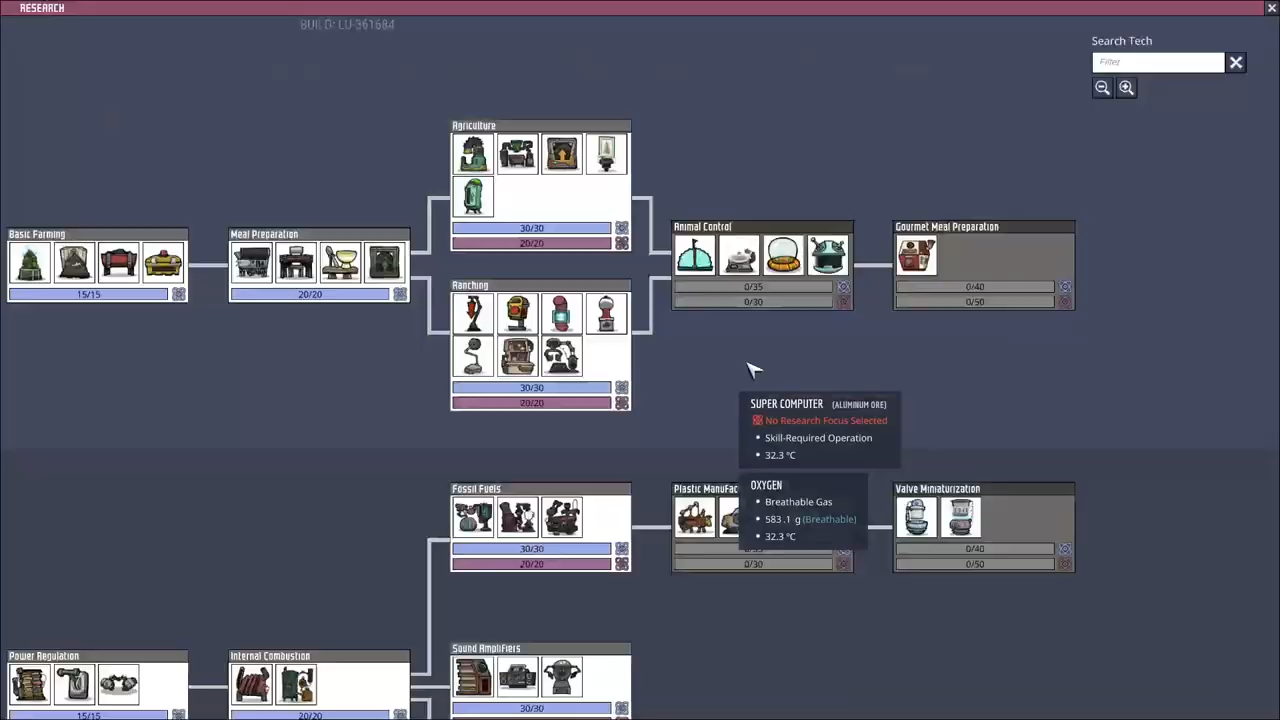 RESEARCH
BUILD: LU-361684
Search Tech
Filter
Agriculture
30/30
20/20
Basic Farming
15/15
Meal Preparation
20/20
Animal Control
0/35
0/30
Gourmet Meal Preparation
0/40
0/50
Ranching
30/30
20/20
SUPER COMPUTER (ALUMINUM ORE)
No Research Focus Selected
• Skill-Required Operation
• 32.3 °C
OXYGEN
• Breathable Gas
• 583.1 g (Breathable)
• 32.3 °C
Fossil Fuels
30/30
20/20
Plastic Manufac
0/35
0/30
Valve Miniaturization
0/40
0/50
Power Regulation
15/15
Internal Combustion
20/20
Sound Amplifiers
30/30